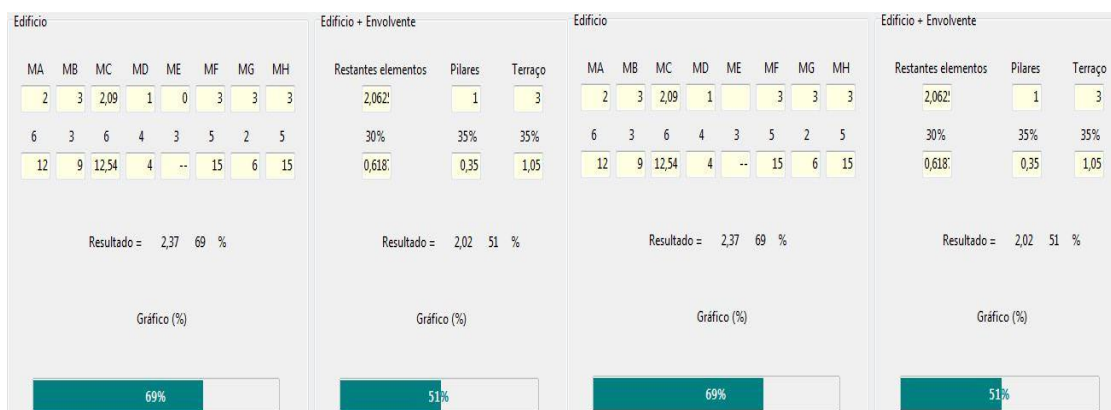 Edificio
MA MB MC MD ME MF MG MH
2 3 2,09 1 0 3 3 3
6 3 6 4 3 5 2 5
12 9 12,54 4 -- 15 6 15
Resultado = 2,37 69 %
Gráfico (%)
69%
Edificio + Envolvente
Restantes elementos Pilares Terraço
2,062 1 3
30% 35% 35%
0,618 0,35 1,05
Resultado = 2,02 51 %
Gráfico (%)
51%
Edificio
MA MB MC MD ME MF MG MH
2 3 2,09 1 3 3 3
6 3 6 4 3 5 2 5
12 9 12,54 4 -- 15 6 15
Resultado = 2,37 69 %
Gráfico (%)
69%
Edificio + Envolvente
Restantes elementos Pilares Terraço
2,062 1 3
30% 35% 35%
0,618 0,35 1,05
Resultado = 2,02 51 %
Gráfico (%)
51%